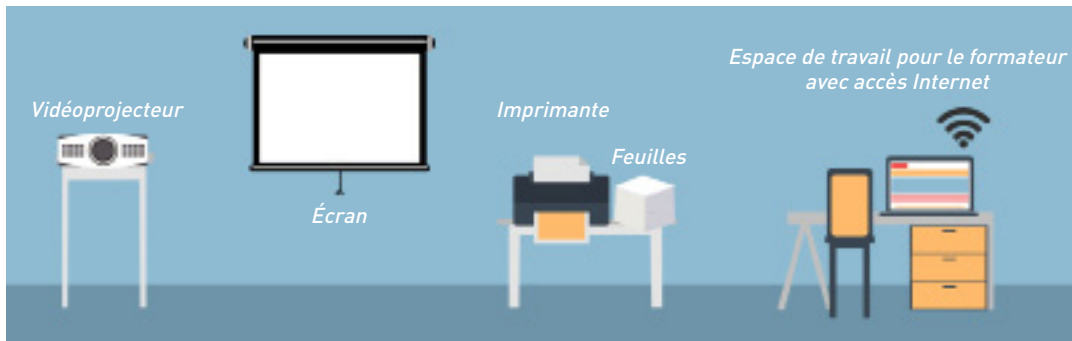 Vidéoprojecteur
Écran
Imprimante
Feuilles
Espace de travail pour le formateur
avec accès Internet